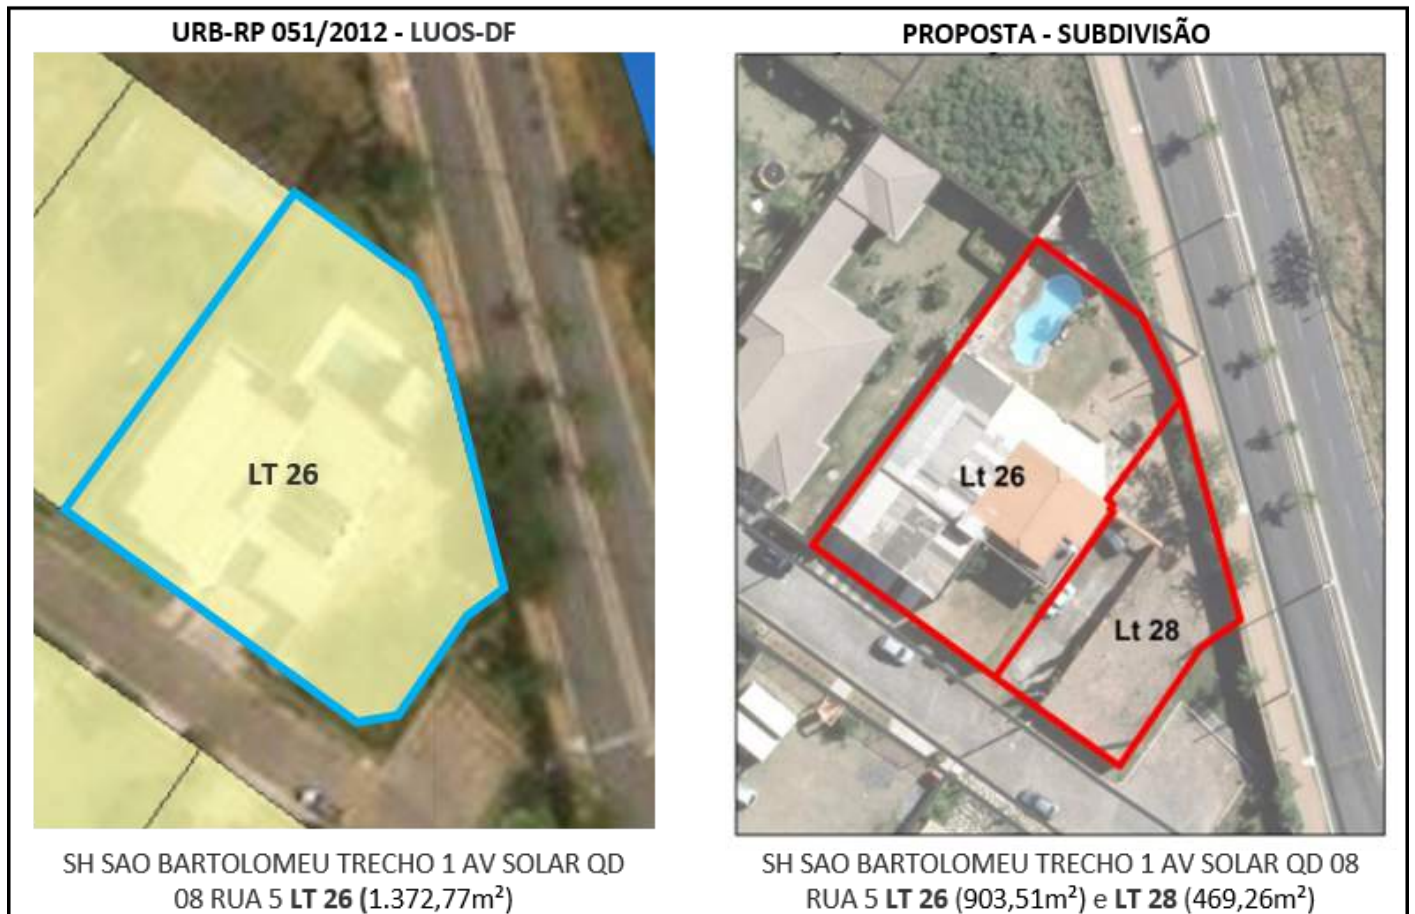 URB-RP 051/2012 - LUOS-DF
LT 26
SH SAO BARTOLOMEU TRECHO 1 AV SOLAR QD
08 RUA 5 LT 26 (1.372,77m²)
PROPOSTA - SUBDIVISÃO
Lt 26
Lt 28
SH SAO BARTOLOMEU TRECHO 1 AV SOLAR QD 08
RUA 5 LT 26 (903,51m²) e LT 28 (469,26m²)